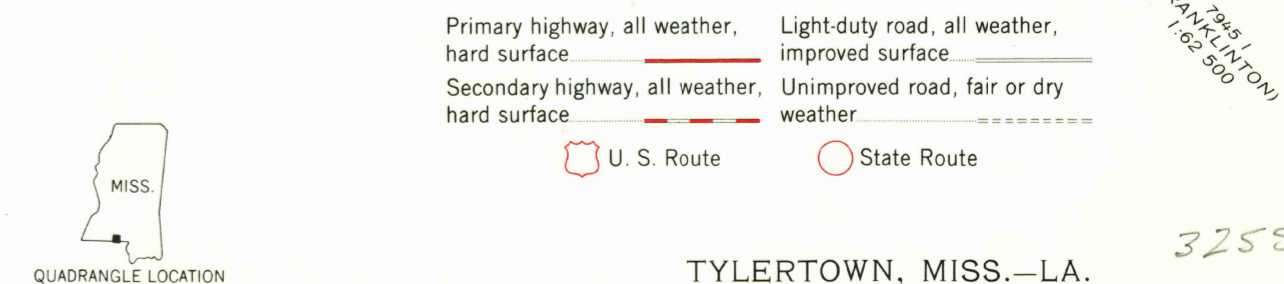 Primary highway, all weather,
hard surface
Light-duty road, all weather,
improved surface
Secondary highway, all weather,
hard surface
Unimproved road, fair or dry
weather
U. S. Route
State Route
7945 I
1:62 500
MISS.
QUADRANGLE LOCATION
TYLERTOWN, MISS.—LA.